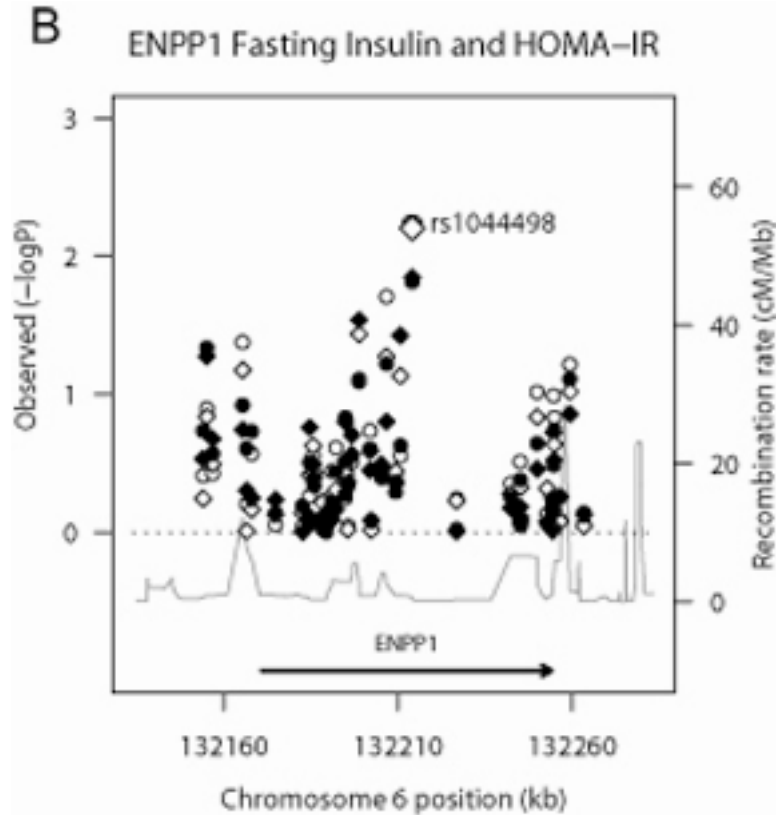 B
ENPP1 Fasting Insulin and HOMA-IR
3
2
1
0
Observed (-logP)
rs1044498
60
40
20
0
Recombination rate (cM/Mb)
ENPP1
132160 132210 132260
Chromosome 6 position (kb)